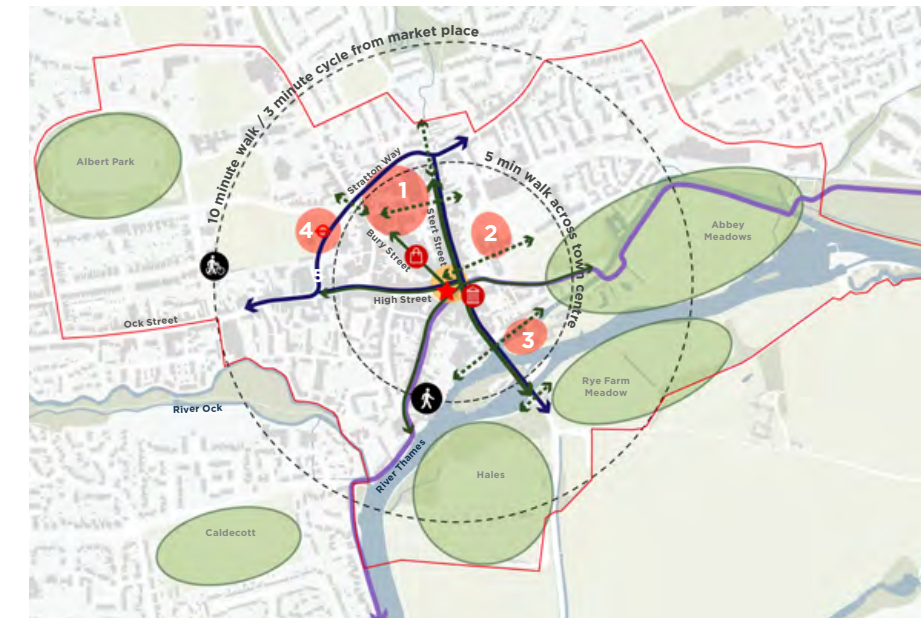 10 minute walk / 3 minute cycle from market place
5 min walk across town centre
Albert Park
Stratton Way
1
4
2
Stert Street
Bury Street
Abbey
Meadows
High Street
Ock Street
3
Rye Farm
Meadow
River Ock
River Thames
Hales
Caldecott